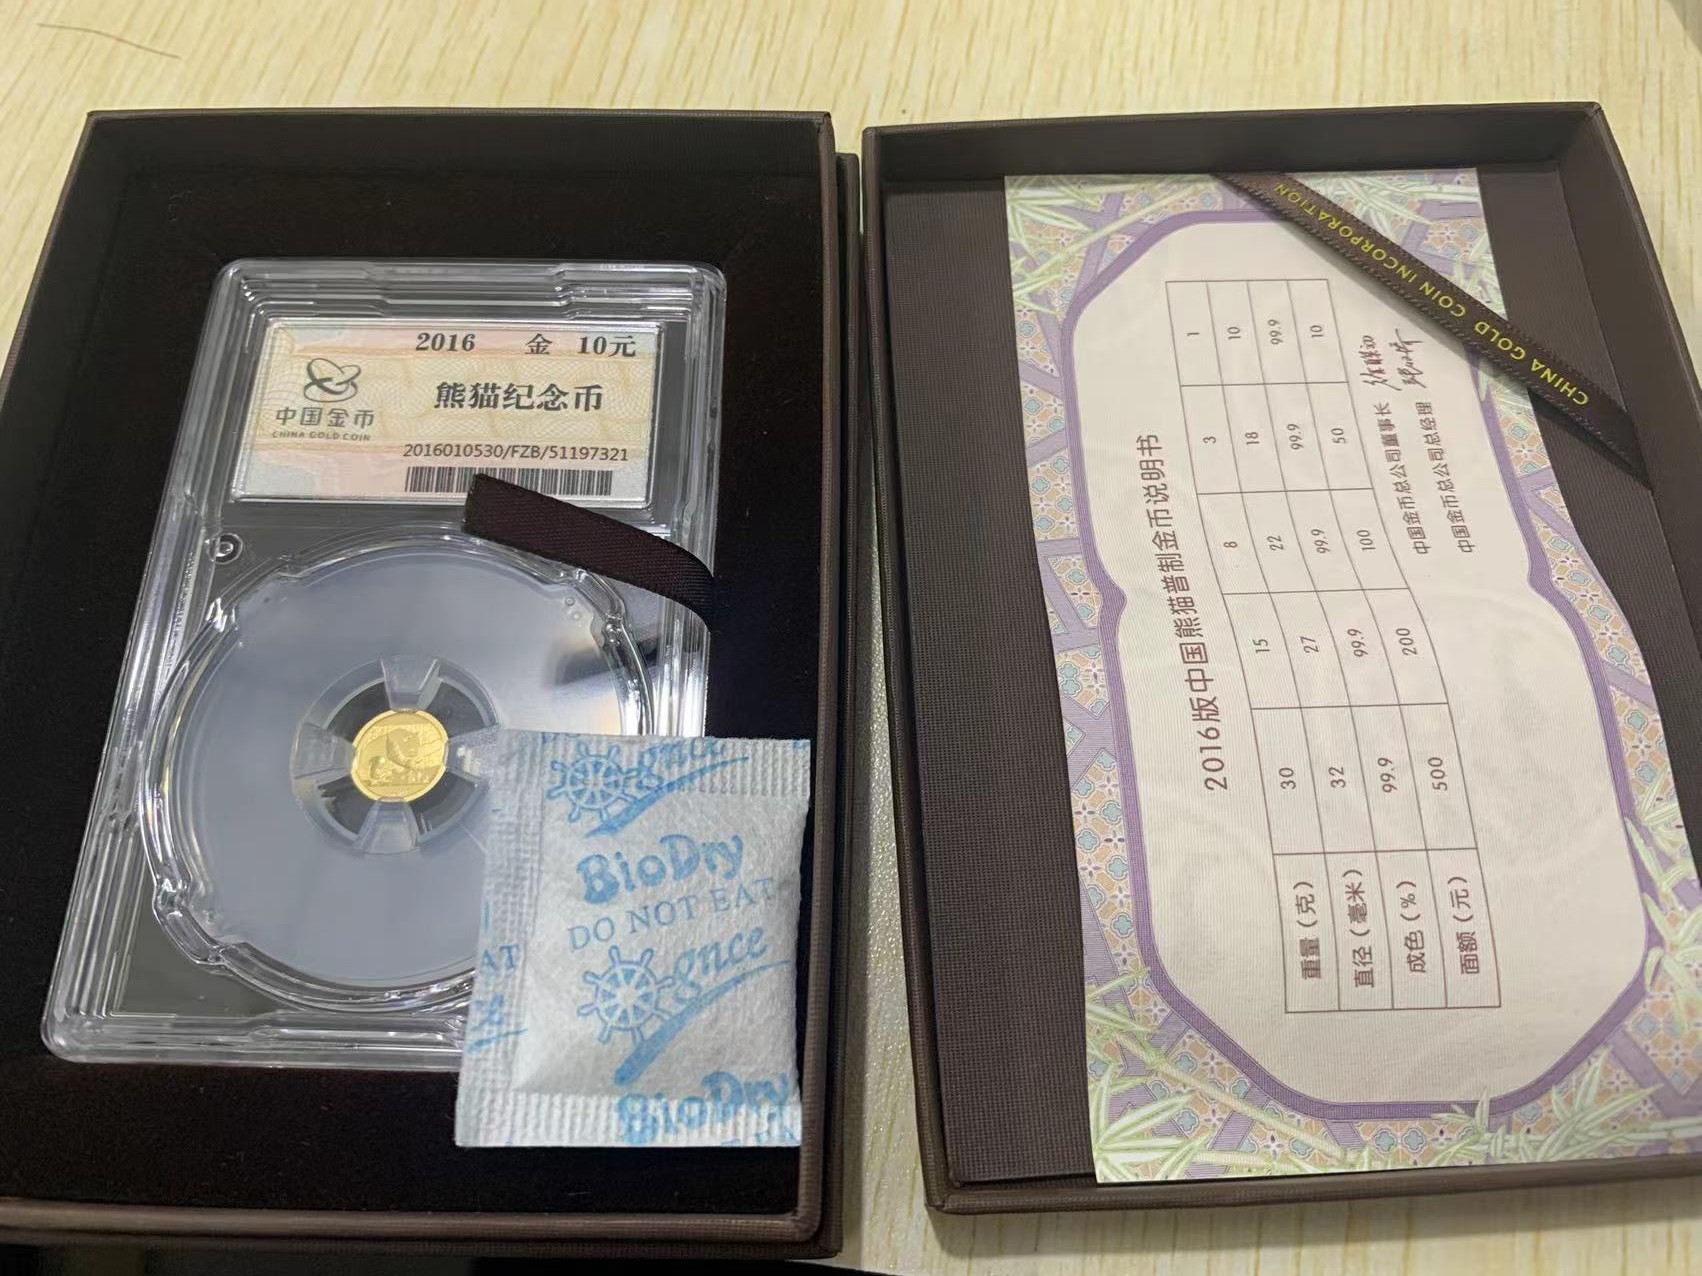 2016 金 10元
中国金币
CHINA GOLD COIN
熊猫纪念币
2016010530/FZB/51197321
BioDry
DO NOT EAT
BioDry
AT
CHINA GOLD COIN INCORPORATION
2016版中国熊猫普制金币说明书
重量(克) 30 15 8 3 1
直径(毫米) 32 27 22 18 10
成色(%) 99.9 99.9 99.9 99.9 99.9
面额(元) 500 200 100 50 10
中国金币总公司董事长
中国金币总公司总经理